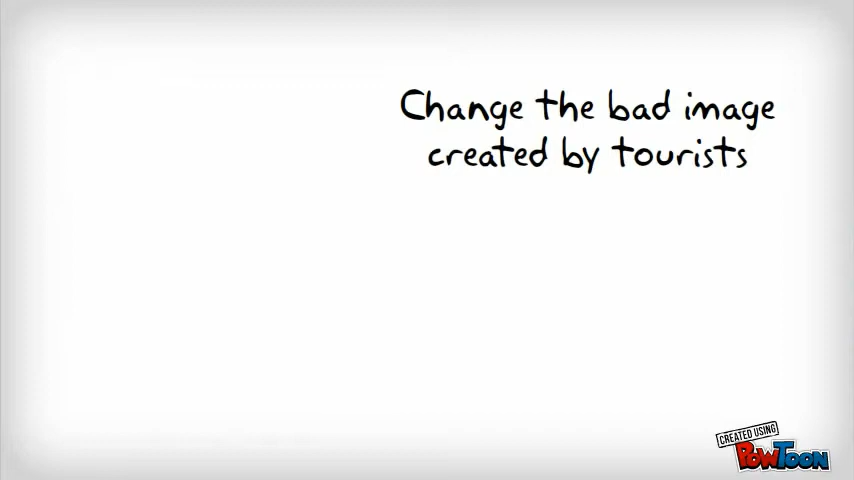 Change the bad image
created by tourists
CREATED USING
POWTOON